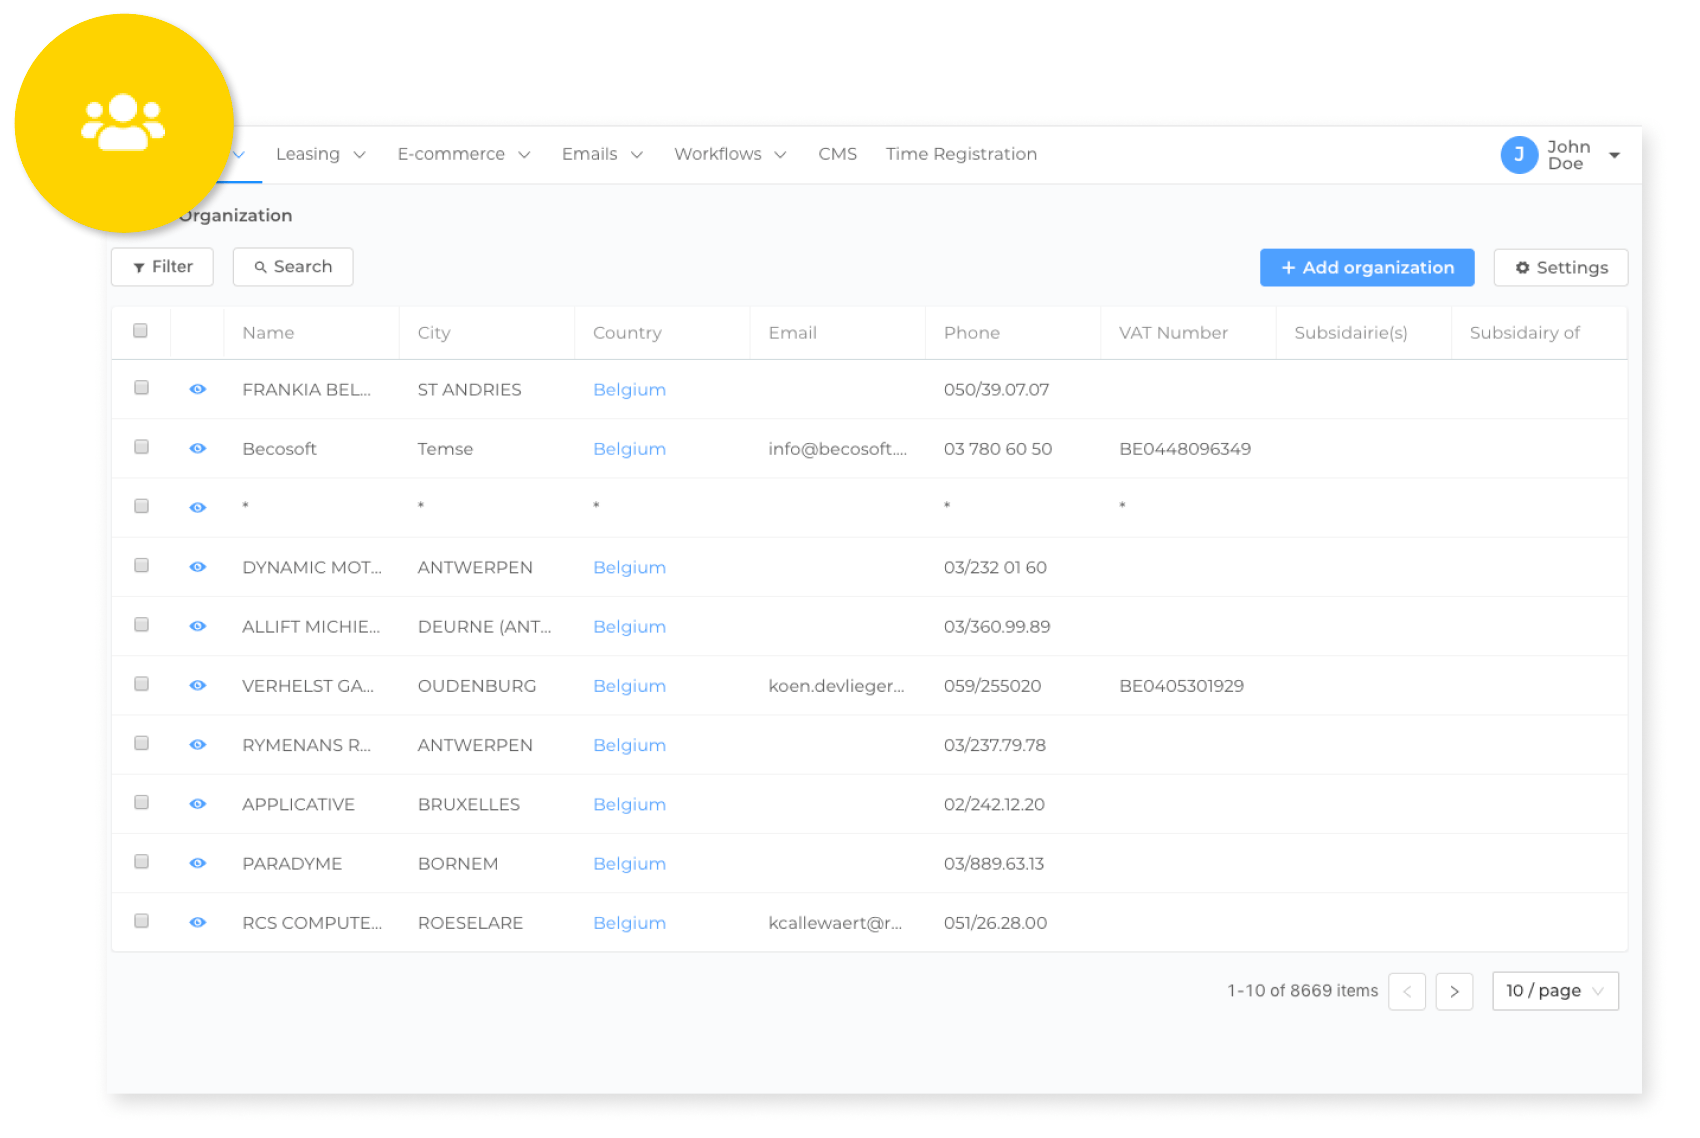 Leasing E-commerce Emails Workflows CMS Time Registration J John Doe
Organization
Filter Search + Add organization Settings
Name City Country Email Phone VAT Number Subsidairie(s) Subsidairy of
FRANKIA BEL... ST ANDRIES Belgium 050/39.07.07
Becosoft Temse Belgium info@becosoft.... 03 780 60 50 BE0448096349
* * * * *
DYNAMIC MOT... ANTWERPEN Belgium 03/232 01 60
ALLIFT MICHIE... DEURNE (ANT... Belgium 03/360.99.89
VERHELST GA... OUDENBURG Belgium koen.devlieger... 059/255020 BE0405301929
RYMENANS R... ANTWERPEN Belgium 03/237.79.78
APPLICATIVE BRUXELLES Belgium 02/242.12.20
PARADYME BORNEM Belgium 03/889.63.13
RCS COMPUTE... ROESELARE Belgium kcallewaert@r... 051/26.28.00
1-10 of 8669 items < > 10 / page